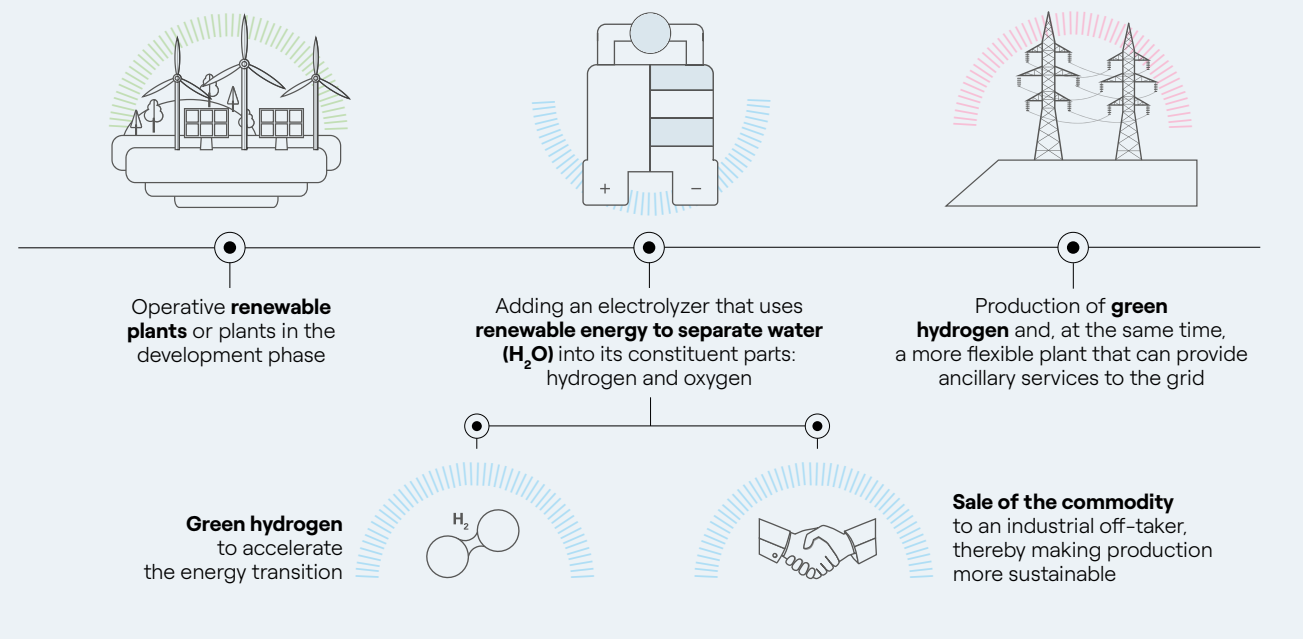 +
−
Operative renewable
plants or plants in the
development phase
Adding an electrolyzer that uses
renewable energy to separate water
(H₂O) into its constituent parts:
hydrogen and oxygen
Production of green
hydrogen and, at the same time,
a more flexible plant that can provide
ancillary services to the grid
Green hydrogen
to accelerate
the energy transition
H₂
Sale of the commodity
to an industrial off-taker,
thereby making production
more sustainable